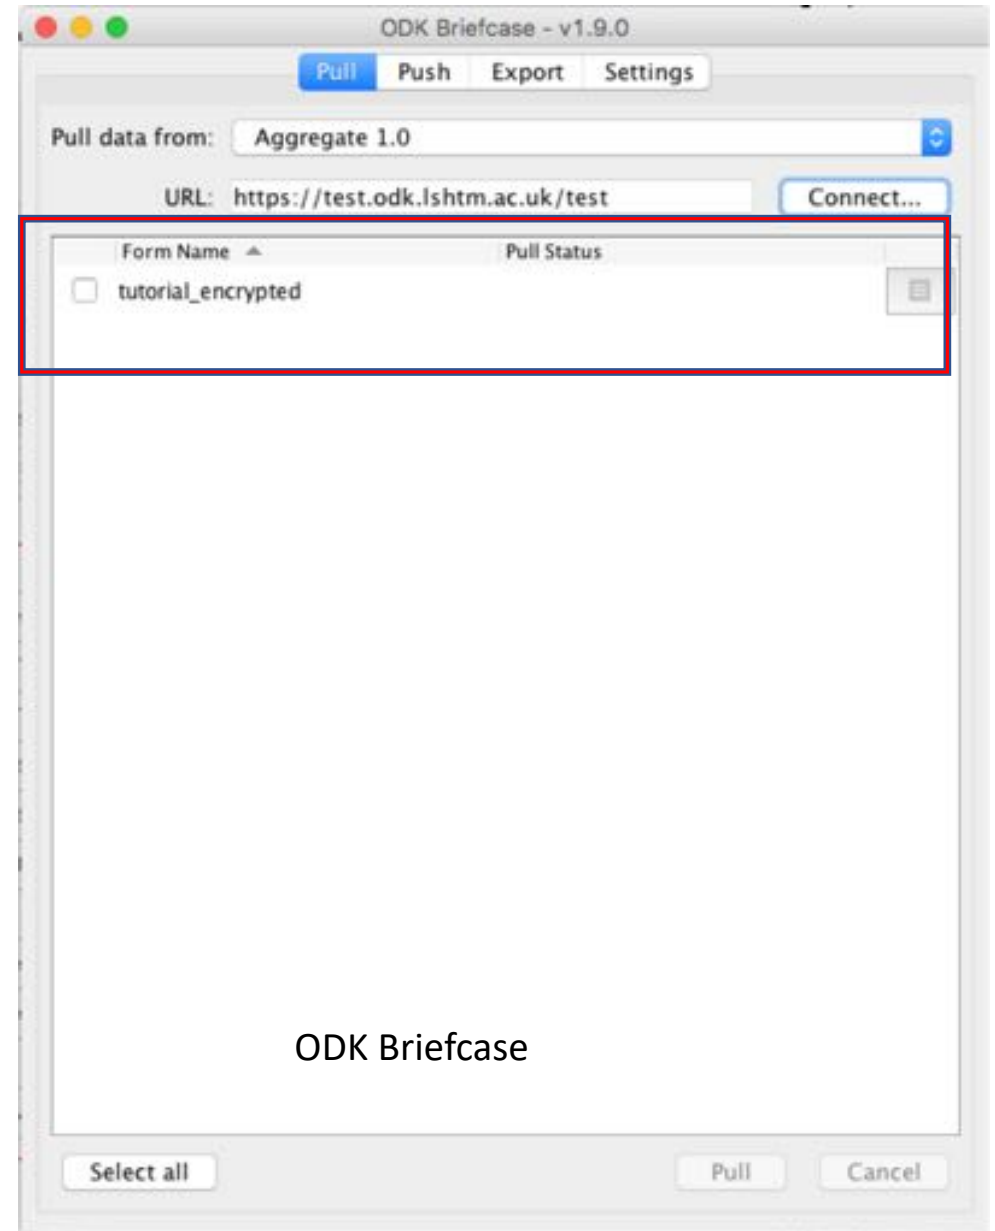 ODK Briefcase - v1.9.0
Pull Push Export Settings
Pull data from: Aggregate 1.0
URL: https://test.odk.lshtm.ac.uk/test Connect...
Form Name Pull Status
tutorial_encrypted
ODK Briefcase
Select all Pull Cancel